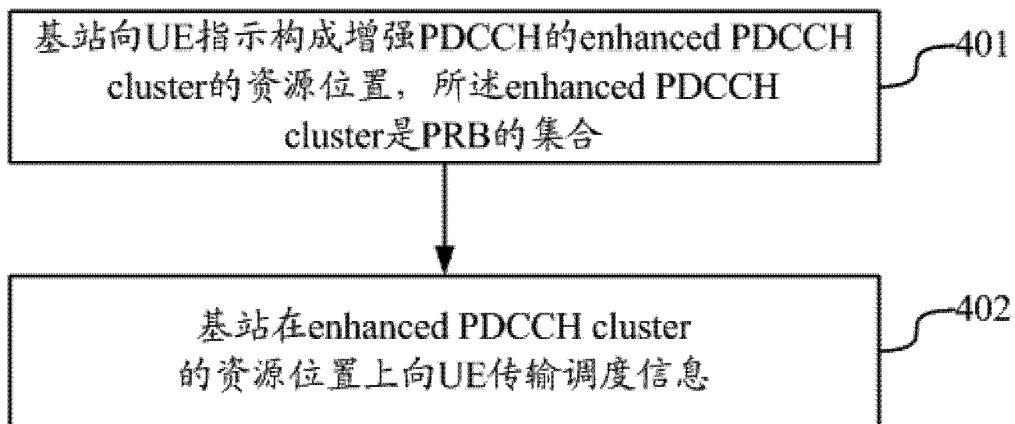 基站向UE指示构成增强PDCCH的enhanced PDCCH
cluster的资源位置，所述enhanced PDCCH
cluster是PRB的集合
401
基站在enhanced PDCCH cluster
的资源位置上向UE传输调度信息
402